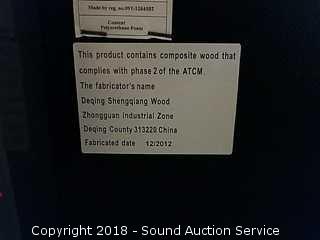 Made by reg. no.
Content
Polyurethane Foam
This product contains composite wood that
complies with phase 2 of the ATCM.
The fabricator's name
Deqing Shengqiang Wood
Zhongguan Industrial Zone
Deqing County 313220 China
Fabricated date 12/2012
Copyright 2018 - Sound Auction Service